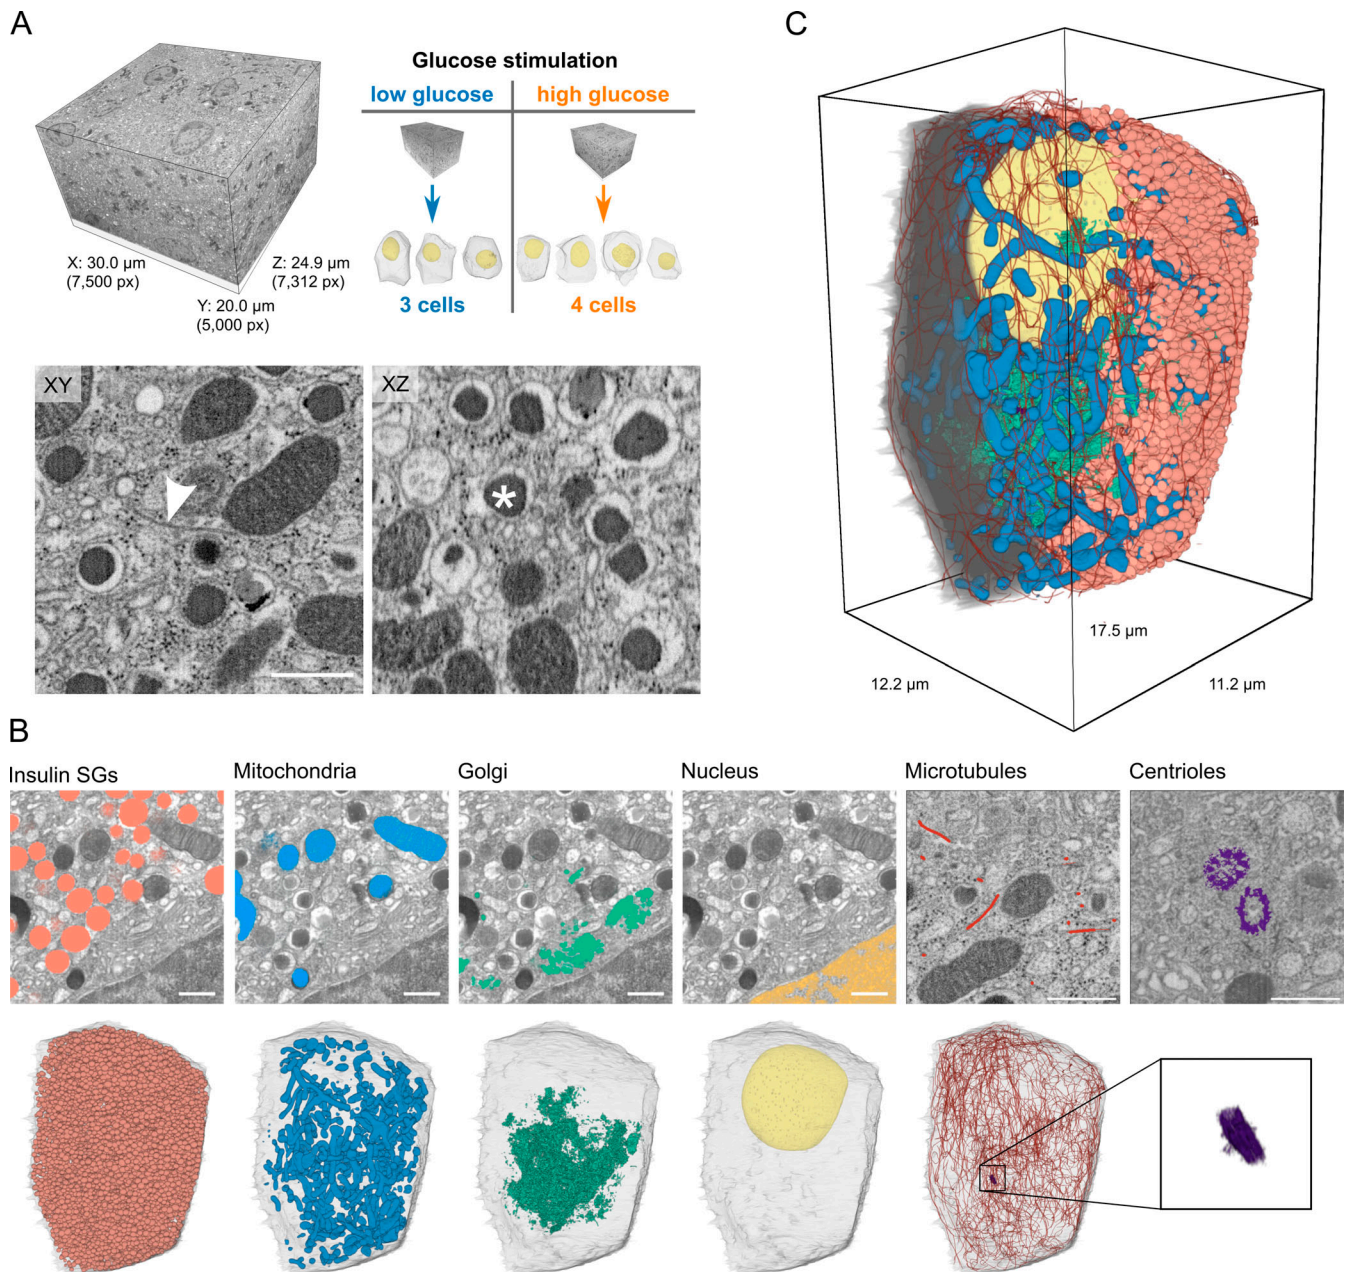 A
Glucose stimulation
low glucose
high glucose
X: 30.0 µm
(7,500 px)
Z: 24.9 µm
(7,312 px)
Y: 20.0 µm
(5,000 px)
3 cells
4 cells
XY
XZ
*
C
17.5 µm
12.2 µm
11.2 µm
B
Insulin SGs
Mitochondria
Golgi
Nucleus
Microtubules
Centrioles